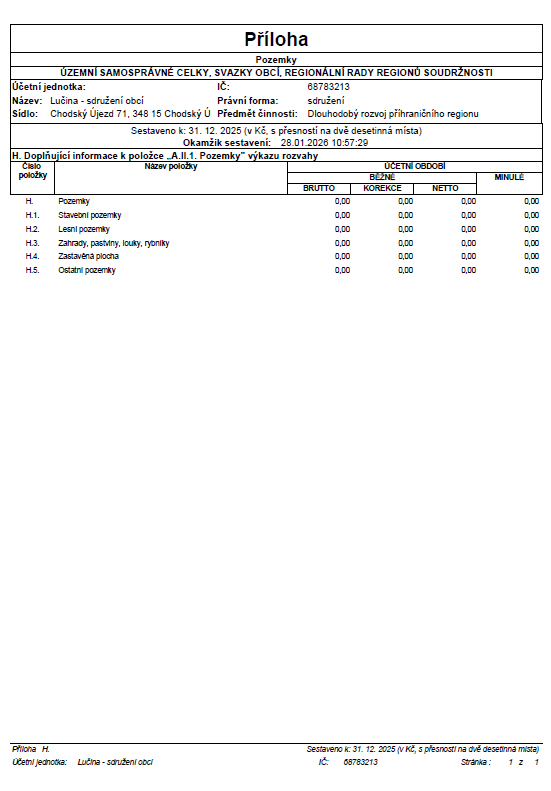 Příloha
Pozemky
ÚZEMNÍ SAMOSPRÁVNÉ CELKY, SVAZKY OBCÍ, REGIONÁLNÍ RADY REGIONŮ SOUDRŽNOSTI
Účetní jednotka: IČ: 68783213
Název: Lučina - sdružení obcí Právní forma: sdružení
Sídlo: Chodský Újezd 71, 348 15 Chodský Ú Předmět činnosti: Dlouhodobý rozvoj příhraničního regionu
Sestaveno k: 31. 12. 2025 (v Kč, s přesností na dvě desetinná místa)
Okamžik sestavení: 28.01.2026 10:57:29
H. Doplňující informace k položce „A.II.1. Pozemky" výkazu rozvahy
Číslo položky Název položky ÚČETNÍ OBDOBÍ
BĚŽNÉ MINULÉ
BRUTTO KOREKCE NETTO
H. Pozemky 0,00 0,00 0,00 0,00
H.1. Stavební pozemky 0,00 0,00 0,00 0,00
H.2. Lesní pozemky 0,00 0,00 0,00 0,00
H.3. Zahrady, pastviny, louky, rybníky 0,00 0,00 0,00 0,00
H.4. Zastavěná plocha 0,00 0,00 0,00 0,00
H.5. Ostatní pozemky 0,00 0,00 0,00 0,00
Příloha H. Sestaveno k: 31. 12. 2025 (v Kč, s přesností na dvě desetinná místa)
Účetní jednotka: Lučina - sdružení obcí IČ: 68783213 Stránka : 1 z 1